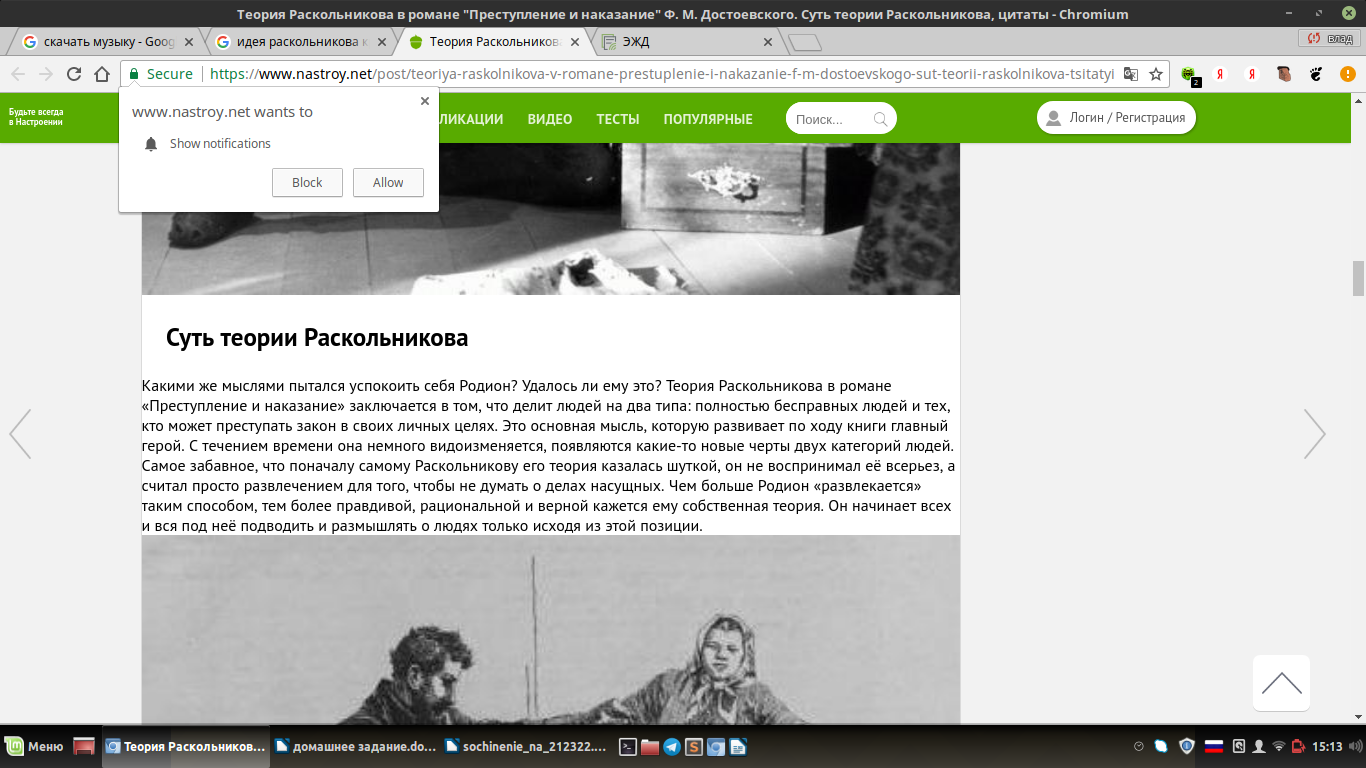 Теория Раскольникова в романе "Преступление и наказание" Ф. М. Достоевского. Суть теории Раскольникова, цитаты - Chromium
скачать музыку - Goog
идея раскольникова к
Теория Раскольников
ЭЖД
влад
Secure
https://www.nastroy.net/post/teoriya-raskolnikova-v-romane-prestuplenie-i-nakazanie-f-m-dostoevskogo-sut-teorii-raskolnikova-tsitatyi
2
Будьте всегда
в Настроении
ЛИКАЦИИ
ВИДЕО
ТЕСТЫ
ПОПУЛЯРНЫЕ
Поиск...
Логин / Регистрация
www.nastroy.net wants to
Show notifications
Block
Allow
Суть теории Раскольникова
Какими же мыслями пытался успокоить себя Родион? Удалось ли ему это? Теория Раскольникова в романе
«Преступление и наказание» заключается в том, что делит людей на два типа: полностью бесправных людей и тех,
кто может преступать закон в своих личных целях. Это основная мысль, которую развивает по ходу книги главный
герой. С течением времени она немного видоизменяется, появляются какие-то новые черты двух категорий людей.
Самое забавное, что поначалу самому Раскольникову его теория казалась шуткой, он не воспринимал её всерьез, а
считал просто развлечением для того, чтобы не думать о делах насущных. Чем больше Родион «развлекается»
таким способом, тем более правдивой, рациональной и верной кажется ему собственная теория. Он начинает всех
и вся под неё подводить и размышлять о людях только исходя из этой позиции.
Меню
Теория Раскольников...
домашнее задание.do...
sochinenie_na_212322....
15:13